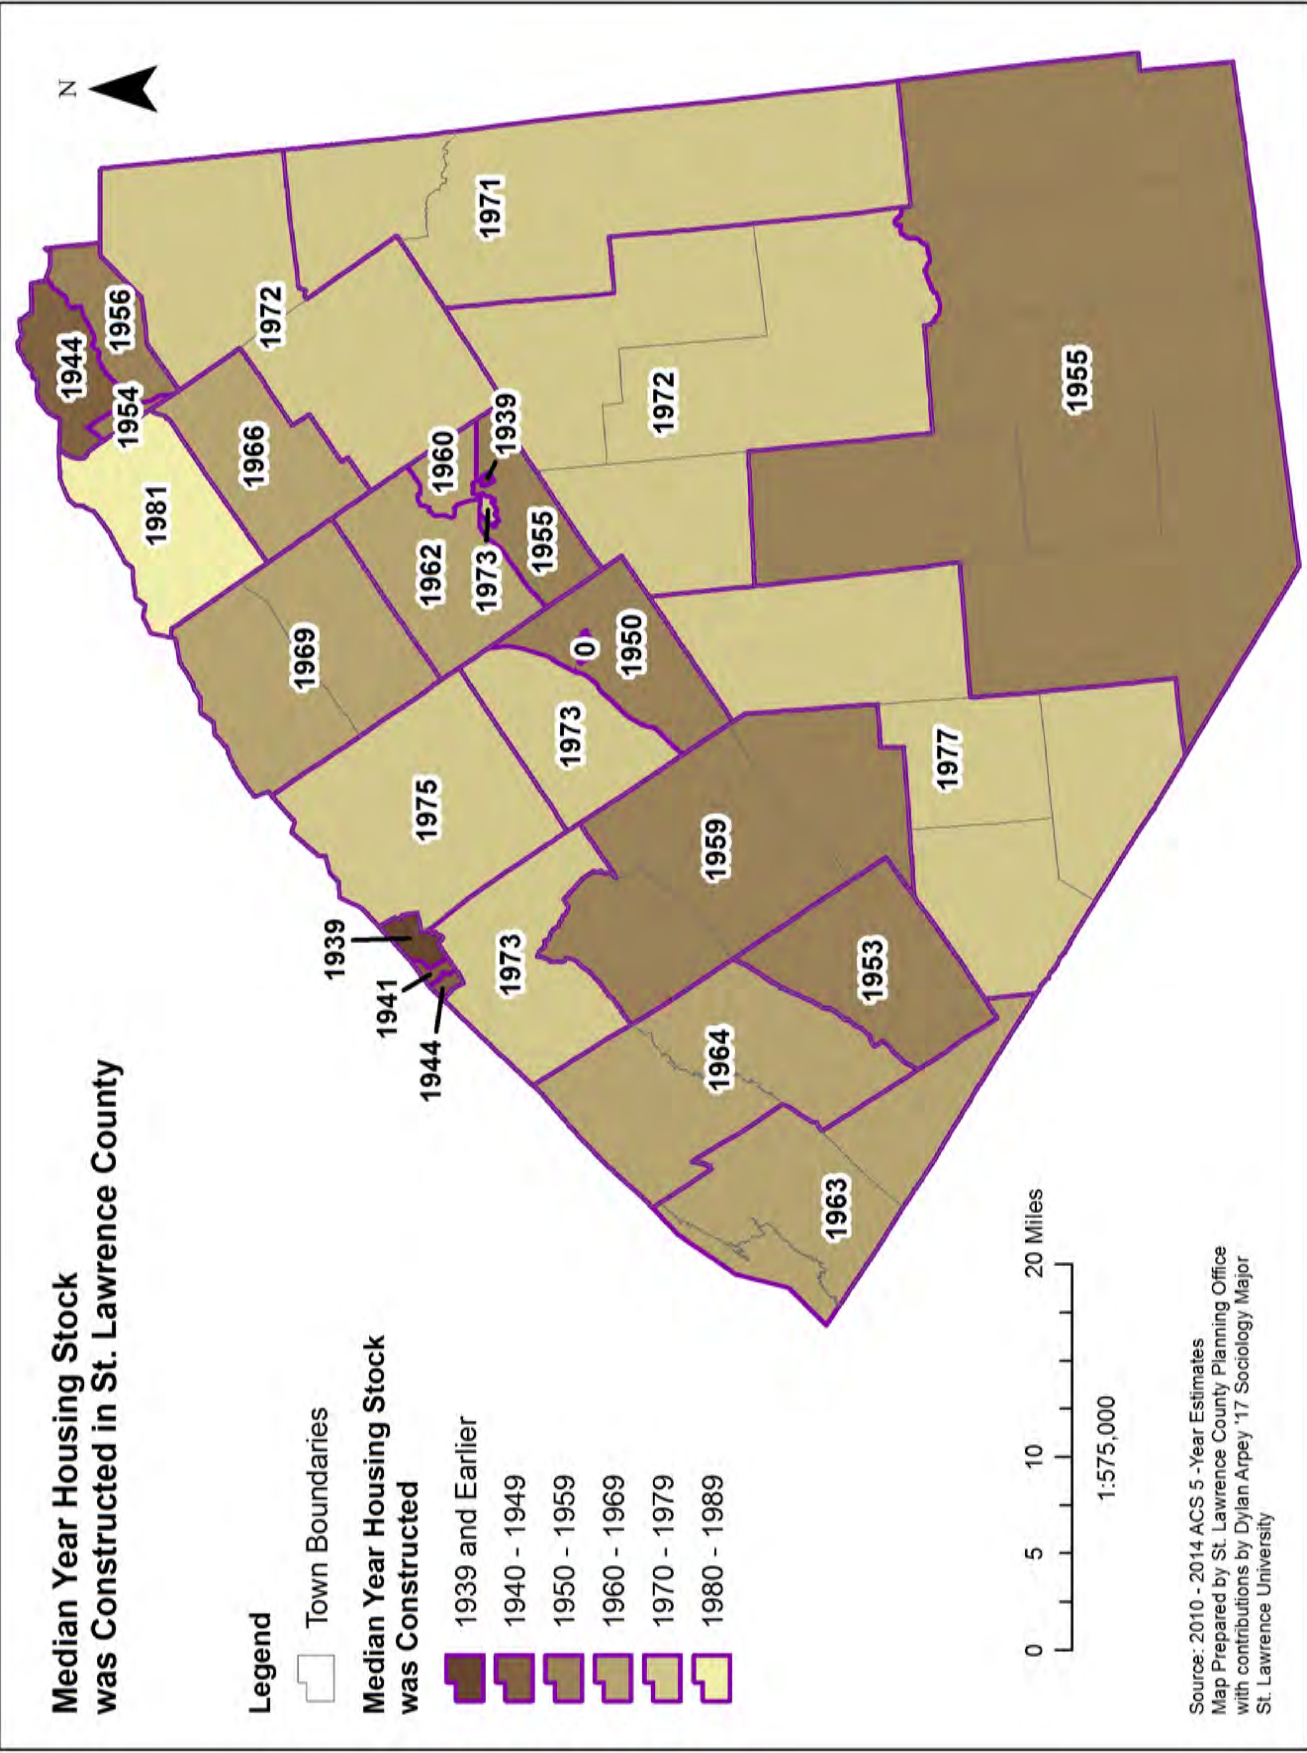 Median Year Housing Stock
was Constructed in St. Lawrence County
N
Legend
Town Boundaries
Median Year Housing Stock
was Constructed
1939 and Earlier
1940 - 1949
1950 - 1959
1960 - 1969
1970 - 1979
1980 - 1989
1944
1956
1954
1981
1966
1972
1969
1962
1960
1939
1973
1955
1971
1972
1975
1973
0
1950
1939
1941
1944
1973
1959
1977
1955
1964
1953
1963
0 5 10 20 Miles
1:575,000
Source: 2010 - 2014 ACS 5 -Year Estimates
Map Prepared by St. Lawrence County Planning Office
with contributions by Dylan Arpey '17 Sociology Major
St. Lawrence University